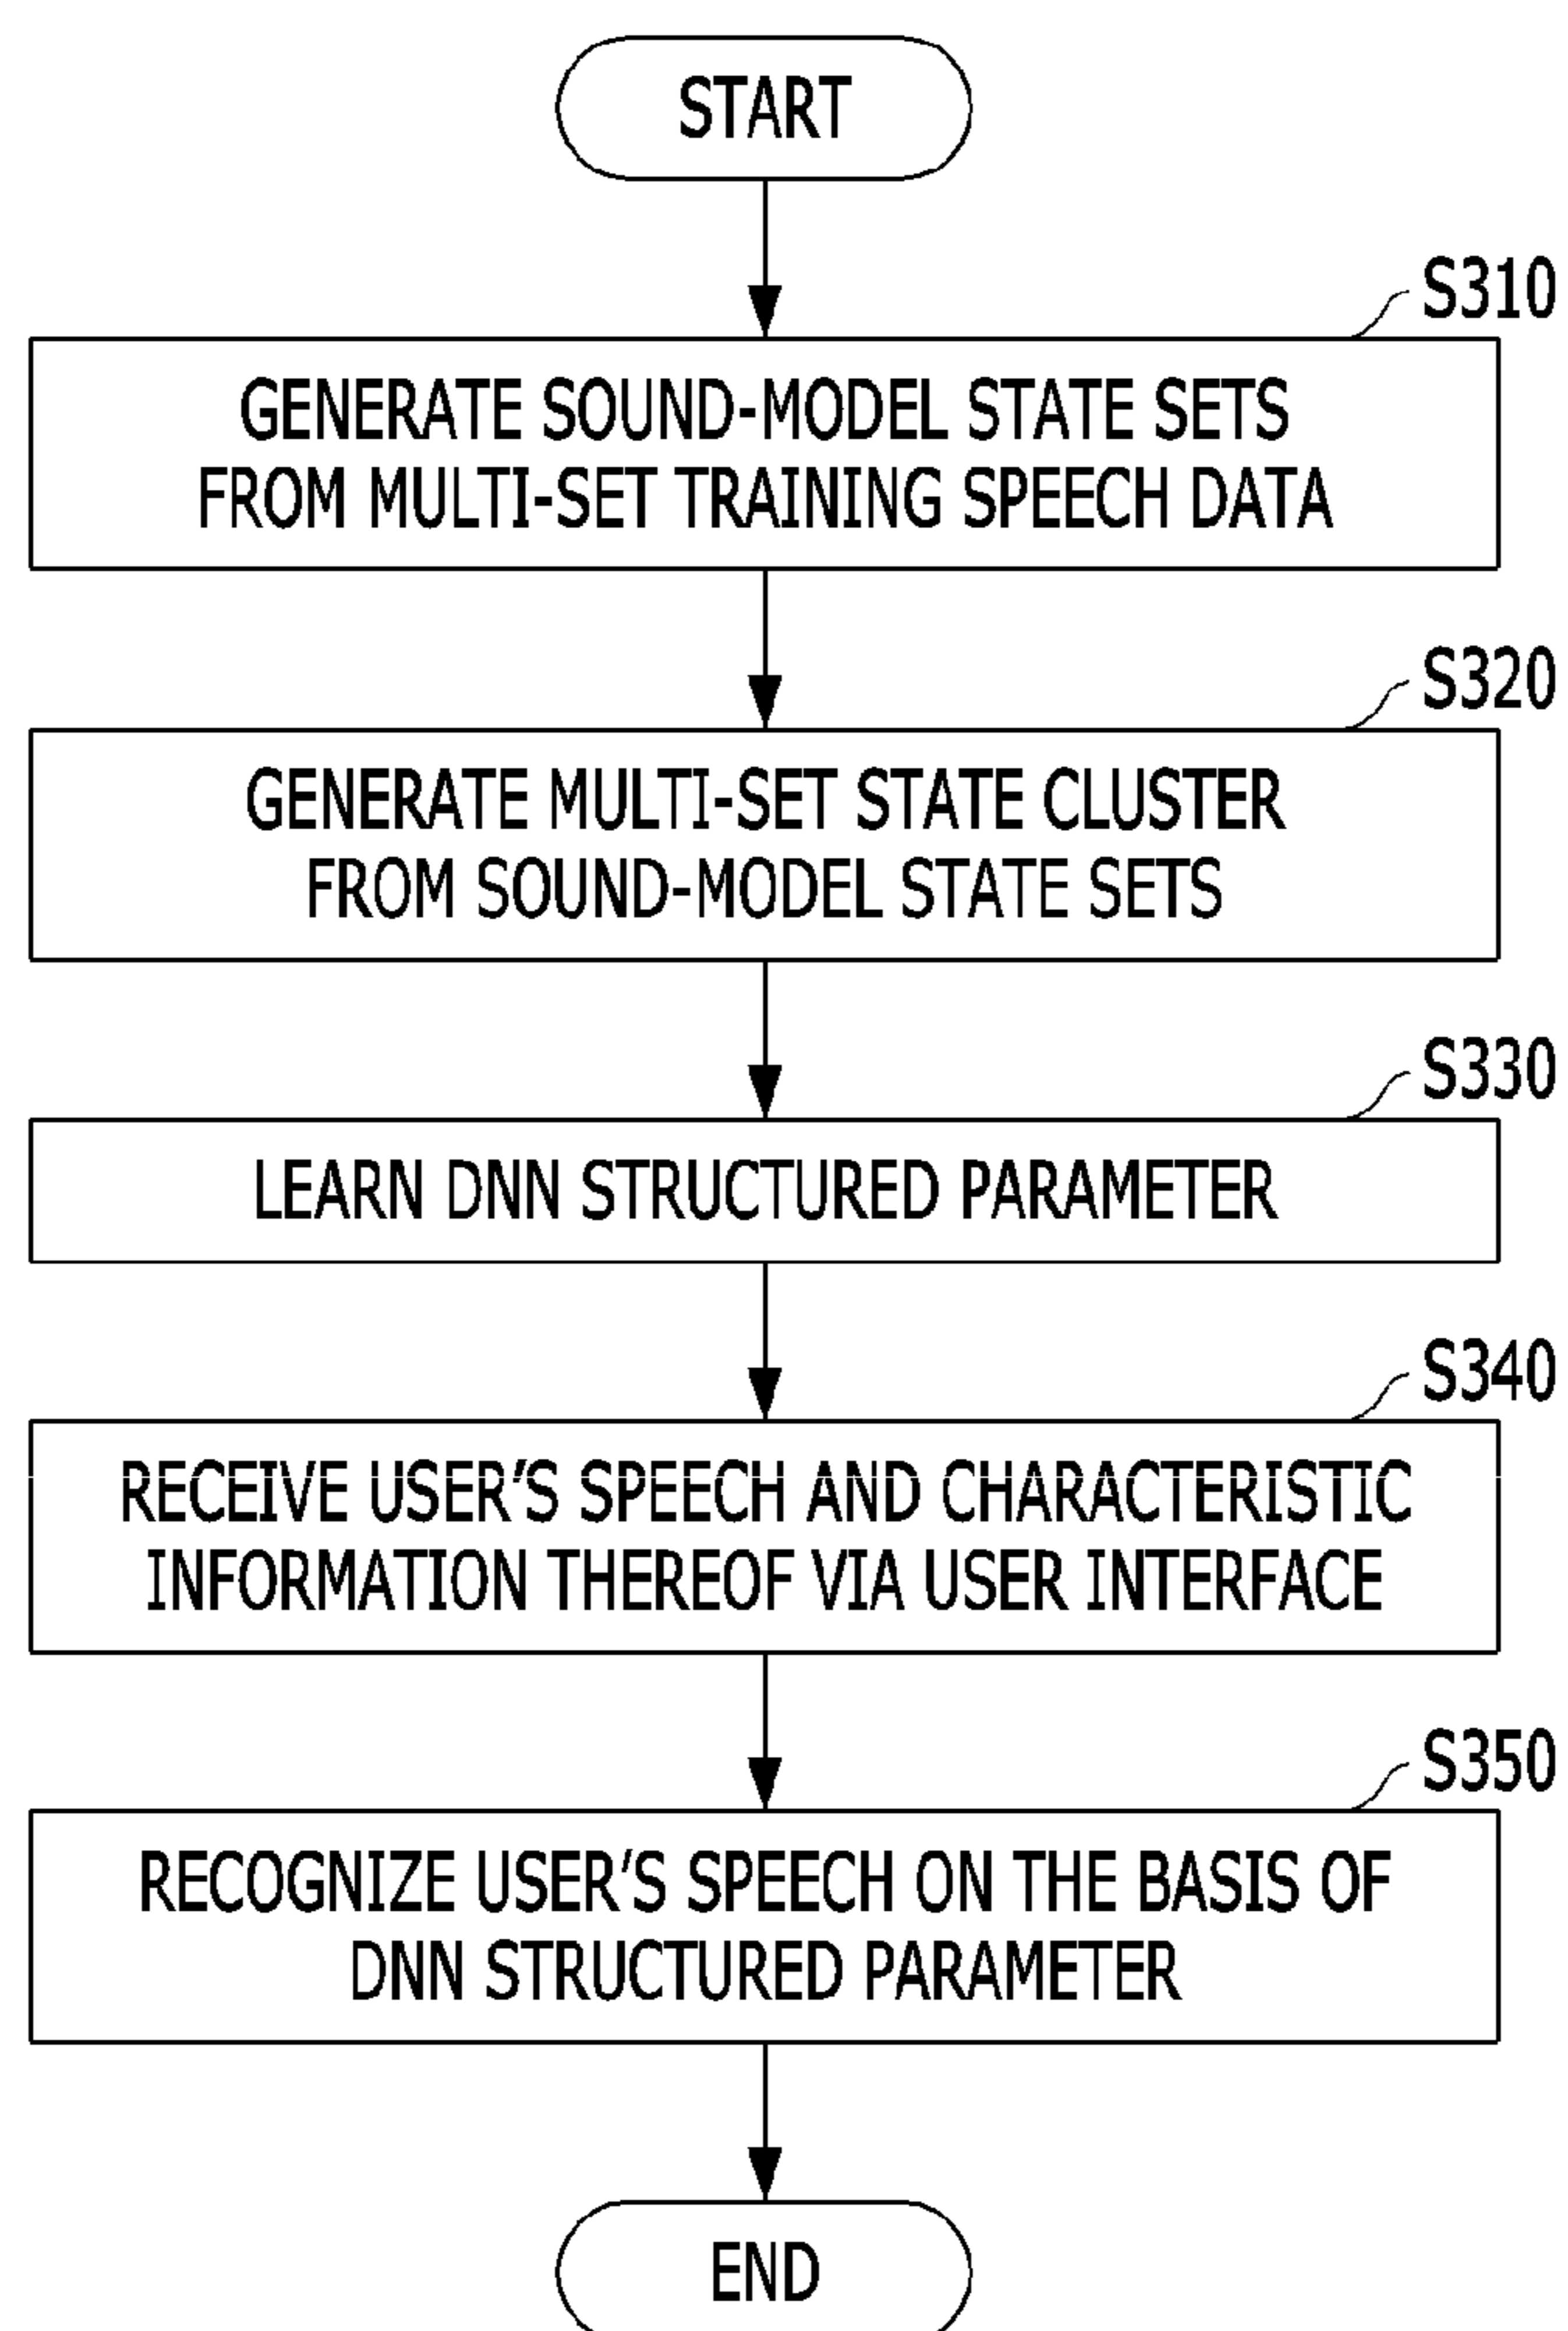 START
S310
GENERATE SOUND-MODEL STATE SETS
FROM MULTI-SET TRAINING SPEECH DATA
S320
GENERATE MULTI-SET STATE CLUSTER
FROM SOUND-MODEL STATE SETS
S330
LEARN DNN STRUCTURED PARAMETER
S340
RECEIVE USER'S SPEECH AND CHARACTERISTIC
INFORMATION THEREOF VIA USER INTERFACE
S350
RECOGNIZE USER'S SPEECH ON THE BASIS OF
DNN STRUCTURED PARAMETER
END